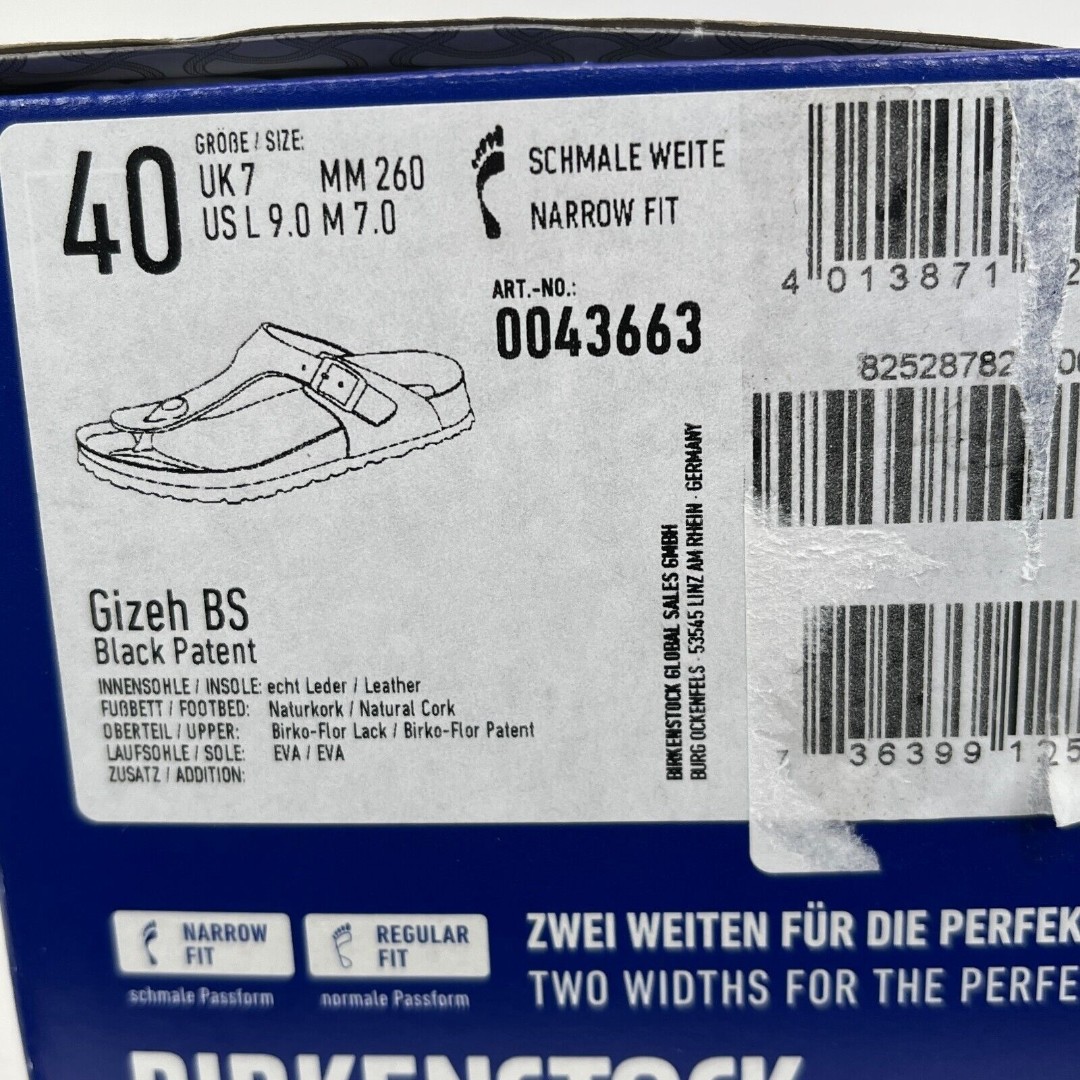 40
GRÖßE / SIZE:
UK 7 MM 260
US L 9.0 M 7.0
SCHMALE WEITE
NARROW FIT
ART.-NO.:
0043663
4 013871 2
82528782
Gizeh BS
Black Patent
INNENSOHLE / INSOLE: echt Leder / Leather
FUßBETT / FOOTBED: Naturkork / Natural Cork
OBERTEIL / UPPER: Birko-Flor Lack / Birko-Flor Patent
LAUFSOHLE / SOLE: EVA / EVA
ZUSATZ / ADDITION:
BIRKENSTOCK GLOBAL SALES GMBH
BURG OCKENFELS · 53545 LINZ AM RHEIN · GERMANY
7 36399 125
NARROW
FIT
schmale Passform
REGULAR
FIT
normale Passform
ZWEI WEITEN FÜR DIE PERFEK
TWO WIDTHS FOR THE PERFE
BIRKENSTOCK